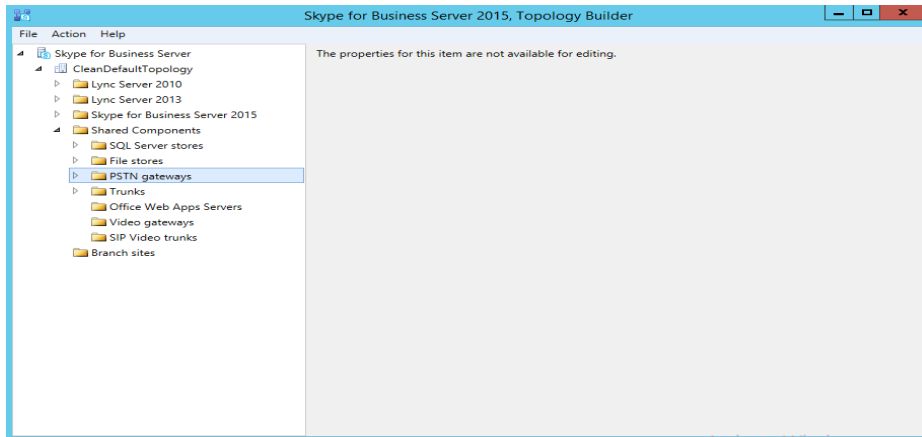 Skype for Business Server 2015, Topology Builder
File Action Help
Skype for Business Server
CleanDefaultTopology
Lync Server 2010
Lync Server 2013
Skype for Business Server 2015
Shared Components
SQL Server stores
File stores
PSTN gateways
Trunks
Office Web Apps Servers
Video gateways
SIP Video trunks
Branch sites
The properties for this item are not available for editing.